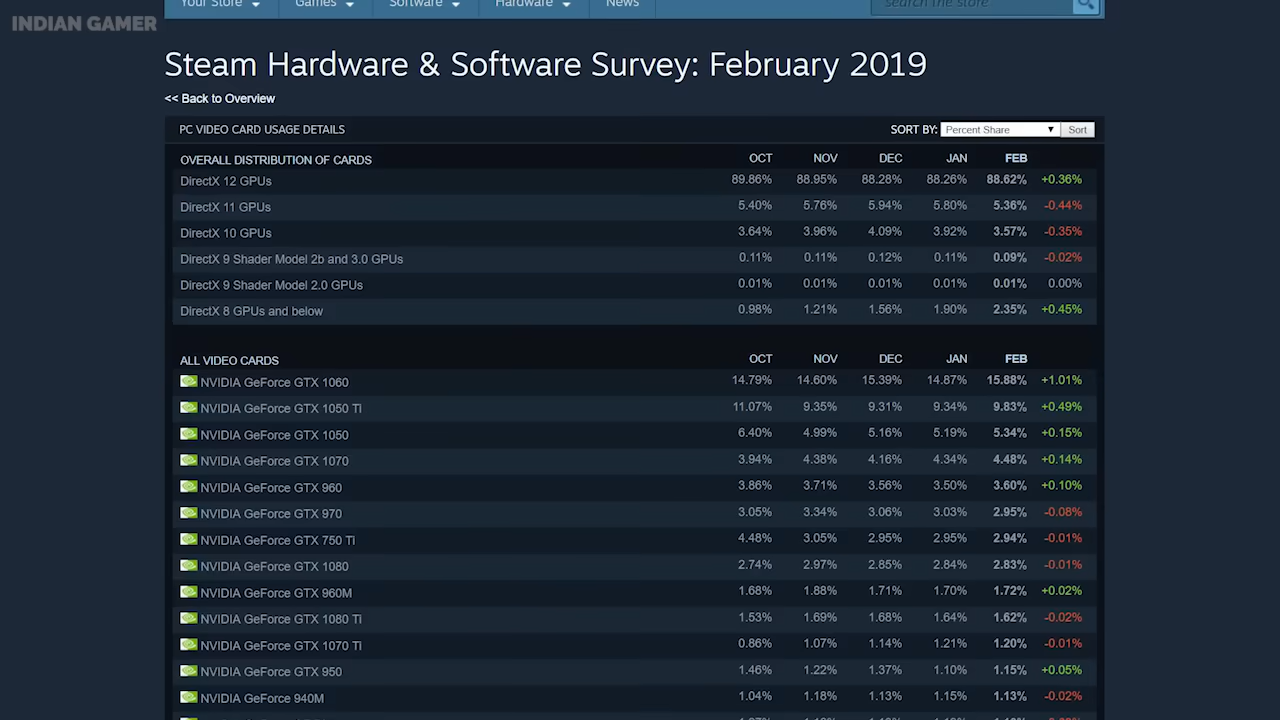 Your Store Games Software Hardware News search the store
INDIAN GAMER
Steam Hardware & Software Survey: February 2019
<< Back to Overview
PC VIDEO CARD USAGE DETAILS SORT BY: Percent Share Sort
OVERALL DISTRIBUTION OF CARDS OCT NOV DEC JAN FEB
DirectX 12 GPUs 89.86% 88.95% 88.28% 88.26% 88.62% +0.36%
DirectX 11 GPUs 5.40% 5.76% 5.94% 5.80% 5.36% -0.44%
DirectX 10 GPUs 3.64% 3.96% 4.09% 3.92% 3.57% -0.35%
DirectX 9 Shader Model 2b and 3.0 GPUs 0.11% 0.11% 0.12% 0.11% 0.09% -0.02%
DirectX 9 Shader Model 2.0 GPUs 0.01% 0.01% 0.01% 0.01% 0.01% 0.00%
DirectX 8 GPUs and below 0.98% 1.21% 1.56% 1.90% 2.35% +0.45%
ALL VIDEO CARDS OCT NOV DEC JAN FEB
NVIDIA GeForce GTX 1060 14.79% 14.60% 15.39% 14.87% 15.88% +1.01%
NVIDIA GeForce GTX 1050 Ti 11.07% 9.35% 9.31% 9.34% 9.83% +0.49%
NVIDIA GeForce GTX 1050 6.40% 4.99% 5.16% 5.19% 5.34% +0.15%
NVIDIA GeForce GTX 1070 3.94% 4.38% 4.16% 4.34% 4.48% +0.14%
NVIDIA GeForce GTX 960 3.86% 3.71% 3.56% 3.50% 3.60% +0.10%
NVIDIA GeForce GTX 970 3.05% 3.34% 3.06% 3.03% 2.95% -0.08%
NVIDIA GeForce GTX 750 Ti 4.48% 3.05% 2.95% 2.95% 2.94% -0.01%
NVIDIA GeForce GTX 1080 2.74% 2.97% 2.85% 2.84% 2.83% -0.01%
NVIDIA GeForce GTX 960M 1.68% 1.88% 1.71% 1.70% 1.72% +0.02%
NVIDIA GeForce GTX 1080 Ti 1.53% 1.69% 1.68% 1.64% 1.62% -0.02%
NVIDIA GeForce GTX 1070 Ti 0.86% 1.07% 1.14% 1.21% 1.20% -0.01%
NVIDIA GeForce GTX 950 1.46% 1.22% 1.37% 1.10% 1.15% +0.05%
NVIDIA GeForce 940M 1.04% 1.18% 1.13% 1.15% 1.13% -0.02%